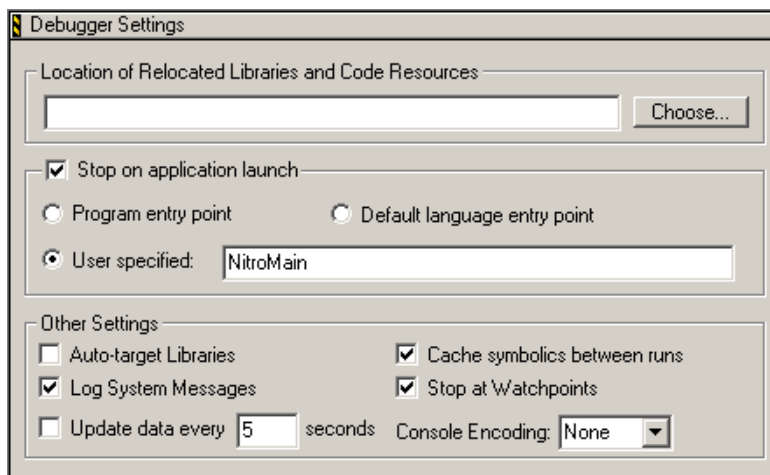 Debugger Settings
Location of Relocated Libraries and Code Resources
Choose...
Stop on application launch
Program entry point Default language entry point
User specified: NitroMain
Other Settings
Auto-target Libraries Cache symbolics between runs
Log System Messages Stop at Watchpoints
Update data every 5 seconds Console Encoding: None